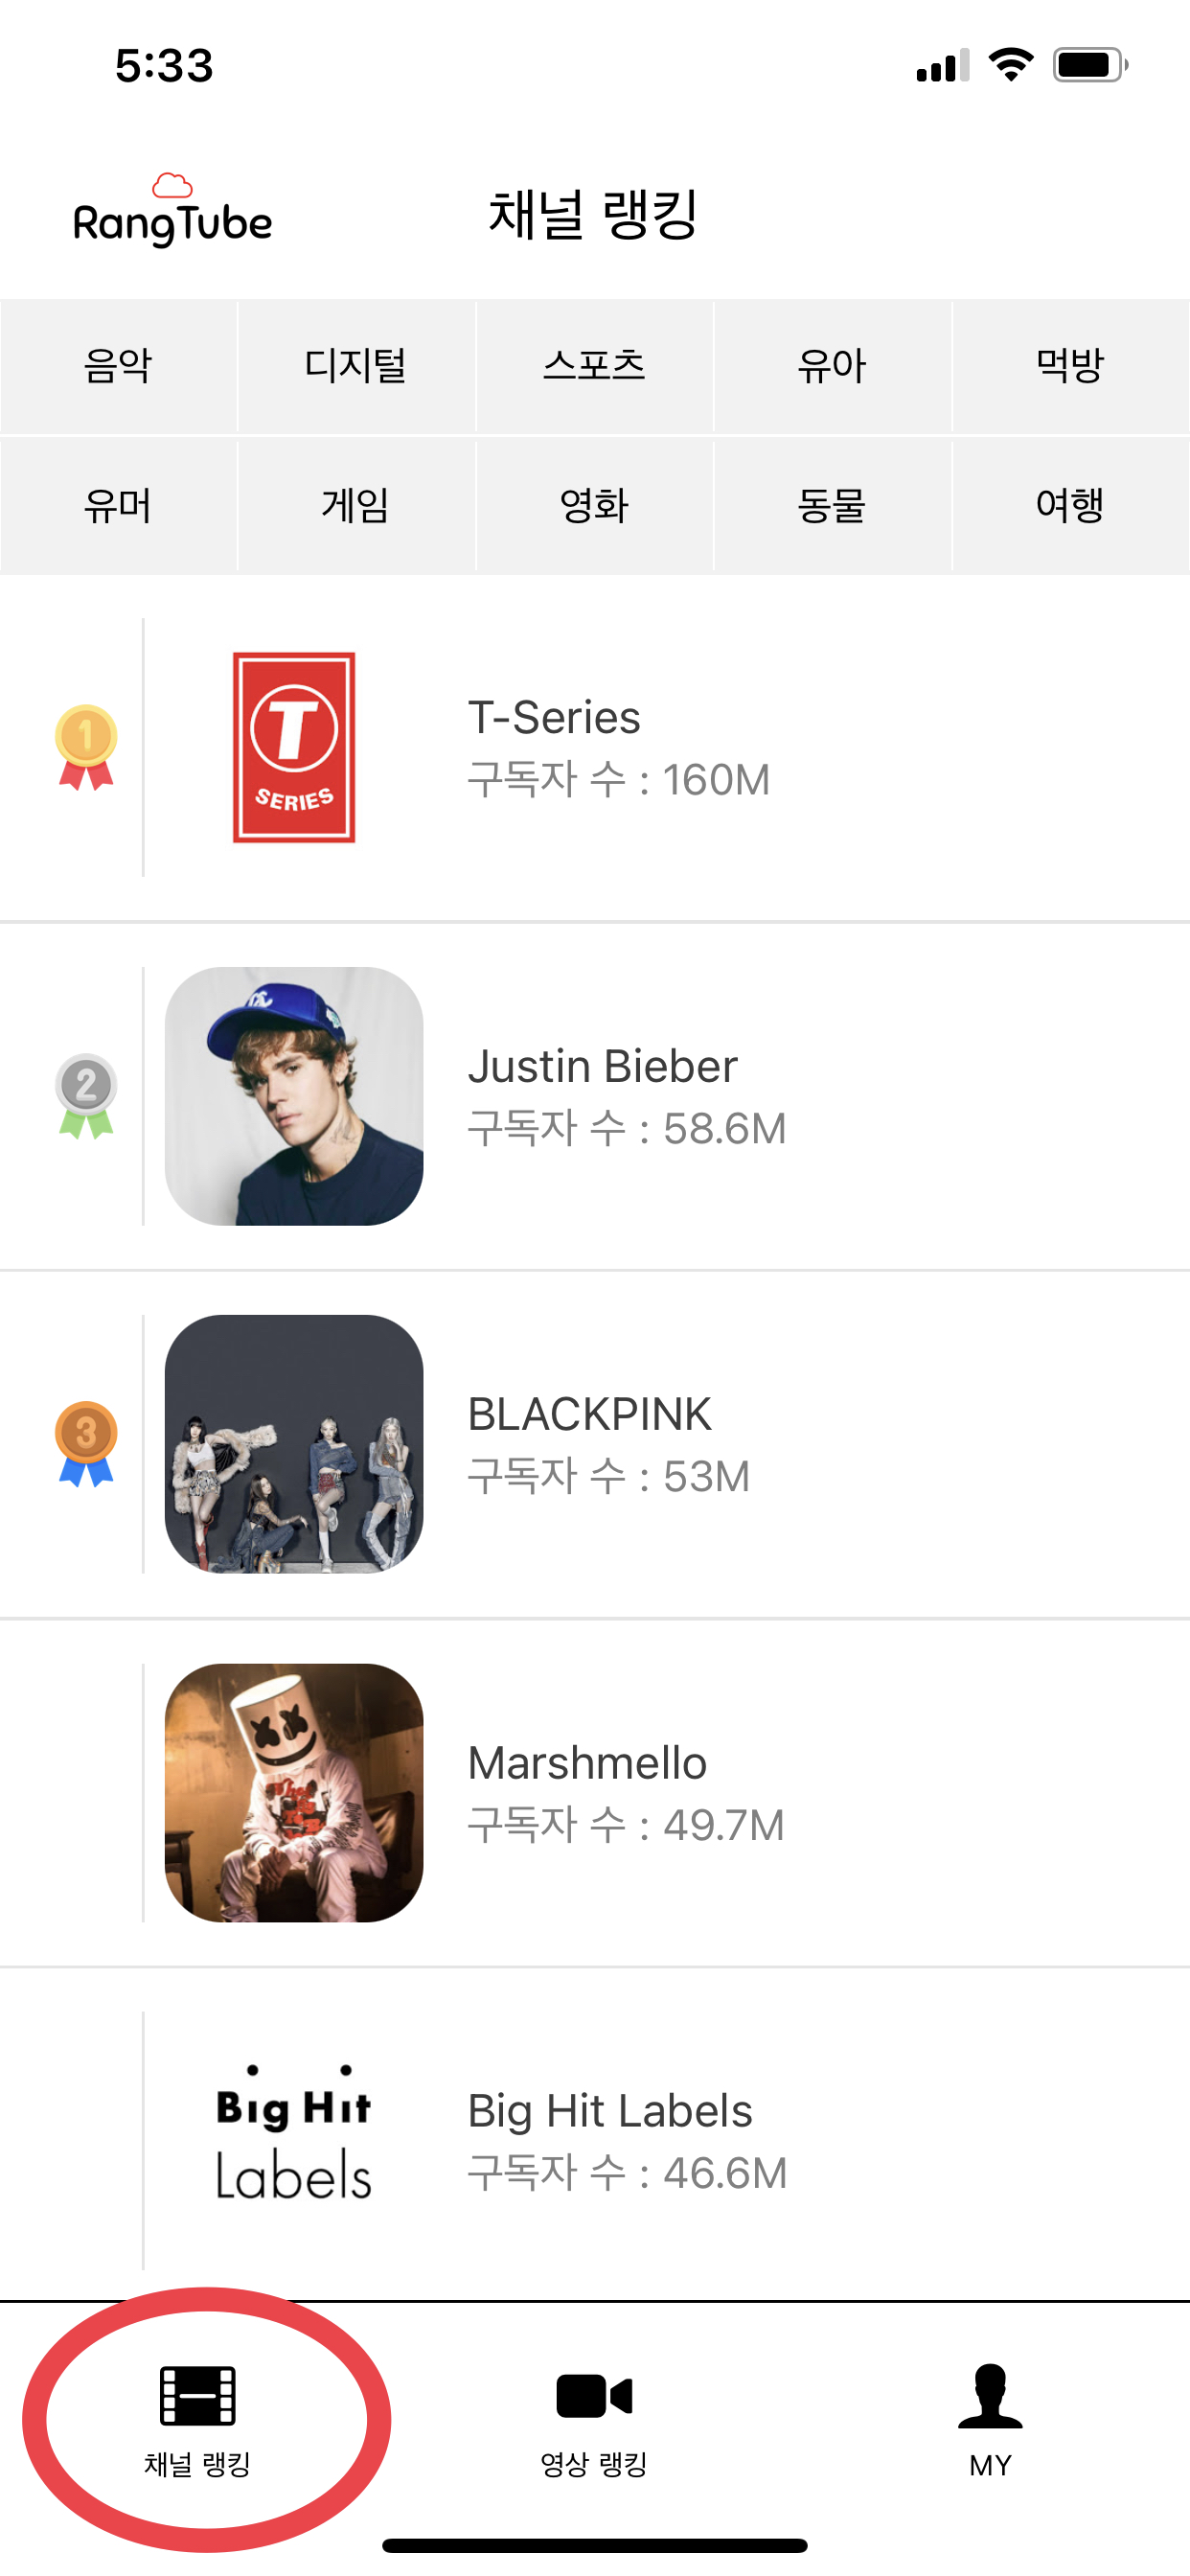 5:33
RangTube
채널 랭킹
음악 디지털 스포츠 유아 먹방
유머 게임 영화 동물 여행
1
T
SERIES
T-Series
구독자 수 : 160M
2
Justin Bieber
구독자 수 : 58.6M
3
BLACKPINK
구독자 수 : 53M
Marshmello
구독자 수 : 49.7M
Big Hit
Labels
Big Hit Labels
구독자 수 : 46.6M
채널 랭킹 영상 랭킹 MY